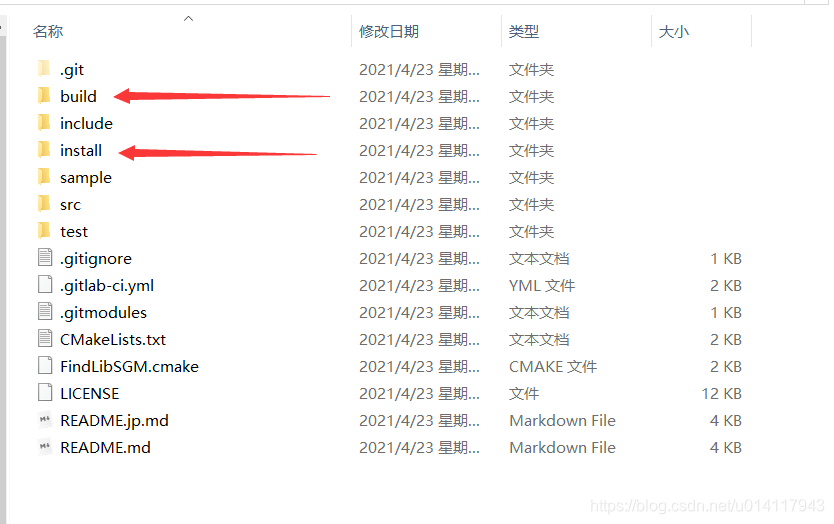 名称 修改日期 类型 大小
.git 2021/4/23 星期... 文件夹
build 2021/4/23 星期... 文件夹
include 2021/4/23 星期... 文件夹
install 2021/4/23 星期... 文件夹
sample 2021/4/23 星期... 文件夹
src 2021/4/23 星期... 文件夹
test 2021/4/23 星期... 文件夹
.gitignore 2021/4/23 星期... 文本文档 1 KB
.gitlab-ci.yml 2021/4/23 星期... YML 文件 2 KB
.gitmodules 2021/4/23 星期... 文本文档 1 KB
CMakeLists.txt 2021/4/23 星期... 文本文档 2 KB
FindLibSGM.cmake 2021/4/23 星期... CMAKE 文件 2 KB
LICENSE 2021/4/23 星期... 文件 12 KB
README.jp.md 2021/4/23 星期... Markdown File 4 KB
README.md 2021/4/23 星期... Markdown File 4 KB
https://blog.csdn.net/u014117943